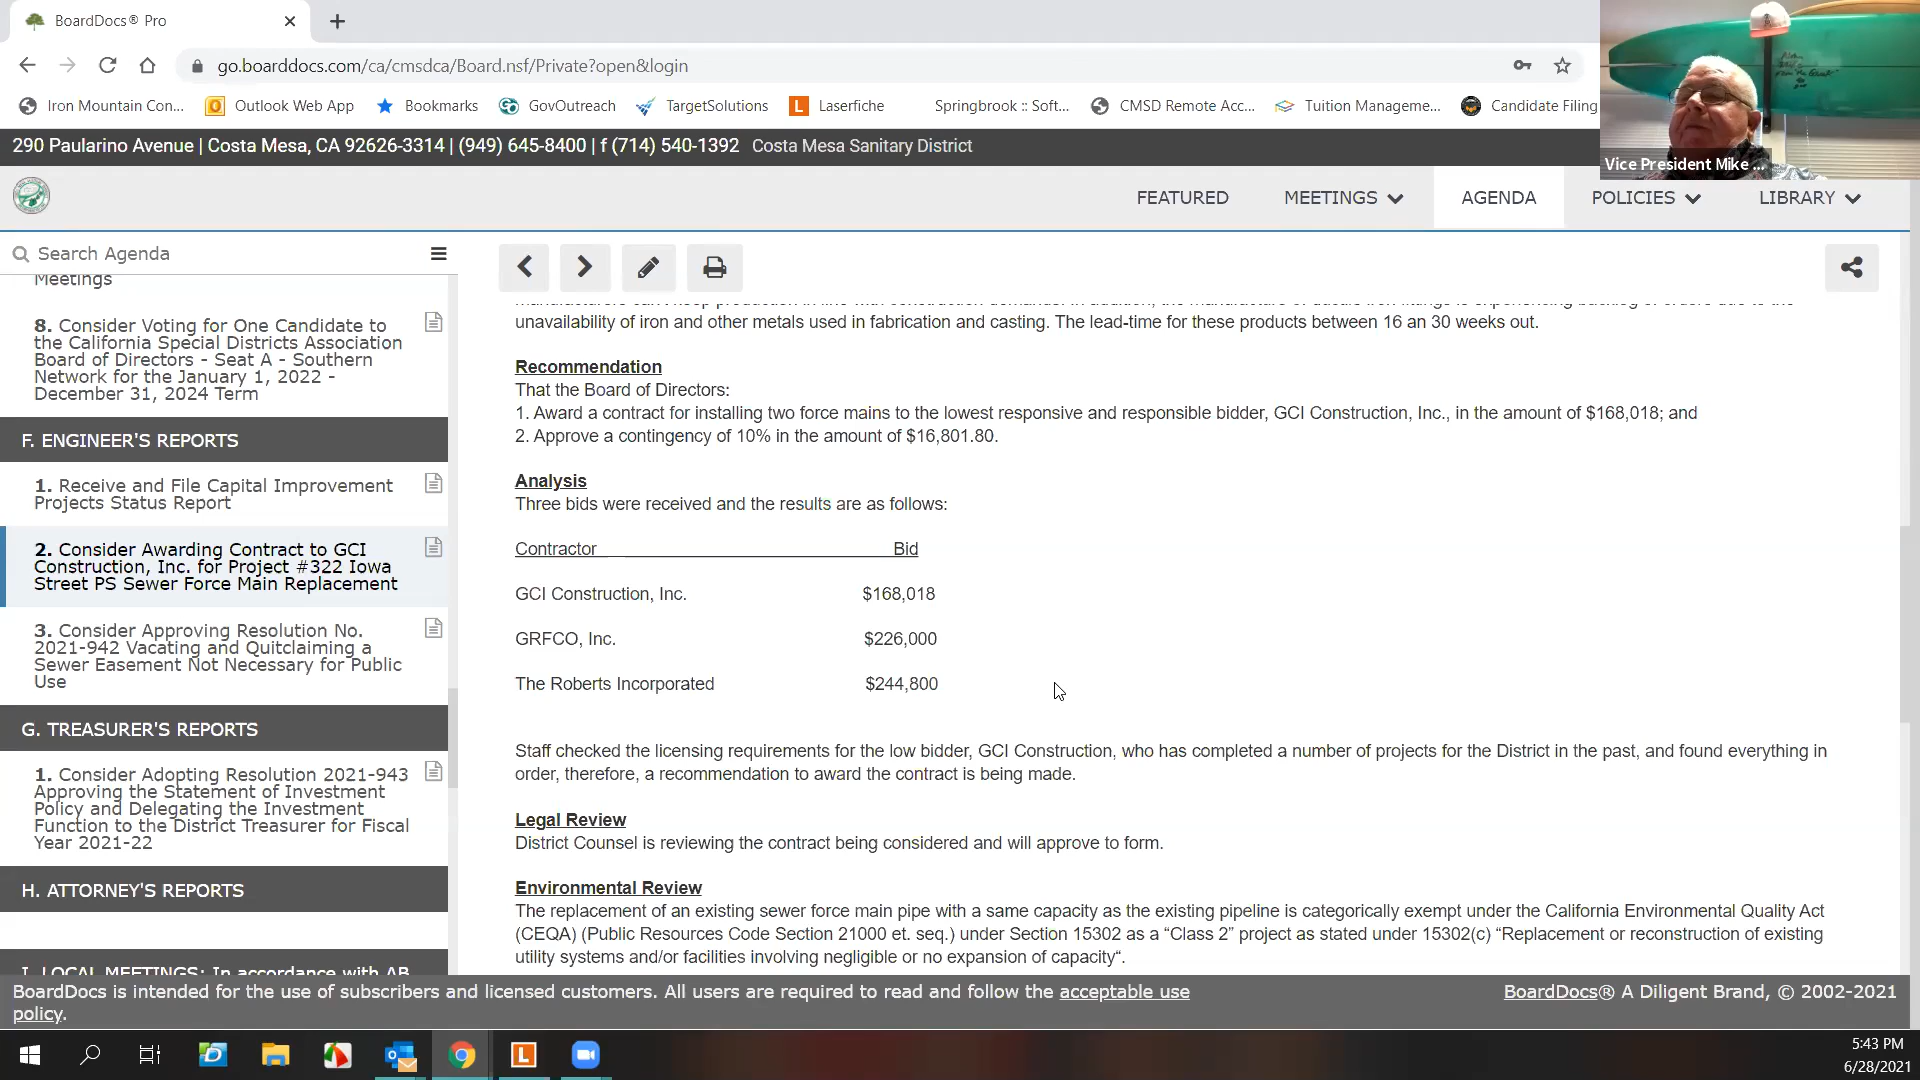 BoardDocs® Pro
go.boarddocs.com/ca/cmsdca/Board.nsf/Private?open&login
Iron Mountain Con...
Outlook Web App
Bookmarks
GovOutreach
TargetSolutions
Laserfiche
Springbrook :: Soft...
CMSD Remote Acc...
Tuition Manageme...
Candidate Filing
Vice President Mike ...
290 Paularino Avenue | Costa Mesa, CA 92626-3314 | (949) 645-8400 | f (714) 540-1392 Costa Mesa Sanitary District
FEATURED
MEETINGS
AGENDA
POLICIES
LIBRARY
Search Agenda
Meetings
8. Consider Voting for One Candidate to
the California Special Districts Association
Board of Directors - Seat A - Southern
Network for the January 1, 2022 -
December 31, 2024 Term
F. ENGINEER'S REPORTS
1. Receive and File Capital Improvement
Projects Status Report
2. Consider Awarding Contract to GCI
Construction, Inc. for Project #322 Iowa
Street PS Sewer Force Main Replacement
3. Consider Approving Resolution No.
2021-942 Vacating and Quitclaiming a
Sewer Easement Not Necessary for Public
Use
G. TREASURER'S REPORTS
1. Consider Adopting Resolution 2021-943
Approving the Statement of Investment
Policy and Delegating the Investment
Function to the District Treasurer for Fiscal
Year 2021-22
H. ATTORNEY'S REPORTS
I. LOCAL MEETINGS: In accordance with AB
unavailability of iron and other metals used in fabrication and casting. The lead-time for these products between 16 an 30 weeks out.
Recommendation
That the Board of Directors:
1. Award a contract for installing two force mains to the lowest responsive and responsible bidder, GCI Construction, Inc., in the amount of $168,018; and
2. Approve a contingency of 10% in the amount of $16,801.80.
Analysis
Three bids were received and the results are as follows:
Contractor Bid
GCI Construction, Inc. $168,018
GRFCO, Inc. $226,000
The Roberts Incorporated $244,800
Staff checked the licensing requirements for the low bidder, GCI Construction, who has completed a number of projects for the District in the past, and found everything in
order, therefore, a recommendation to award the contract is being made.
Legal Review
District Counsel is reviewing the contract being considered and will approve to form.
Environmental Review
The replacement of an existing sewer force main pipe with a same capacity as the existing pipeline is categorically exempt under the California Environmental Quality Act
(CEQA) (Public Resources Code Section 21000 et. seq.) under Section 15302 as a “Class 2” project as stated under 15302(c) “Replacement or reconstruction of existing
utility systems and/or facilities involving negligible or no expansion of capacity“.
BoardDocs is intended for the use of subscribers and licensed customers. All users are required to read and follow the acceptable use
policy.
BoardDocs® A Diligent Brand, © 2002-2021
5:43 PM
6/28/2021